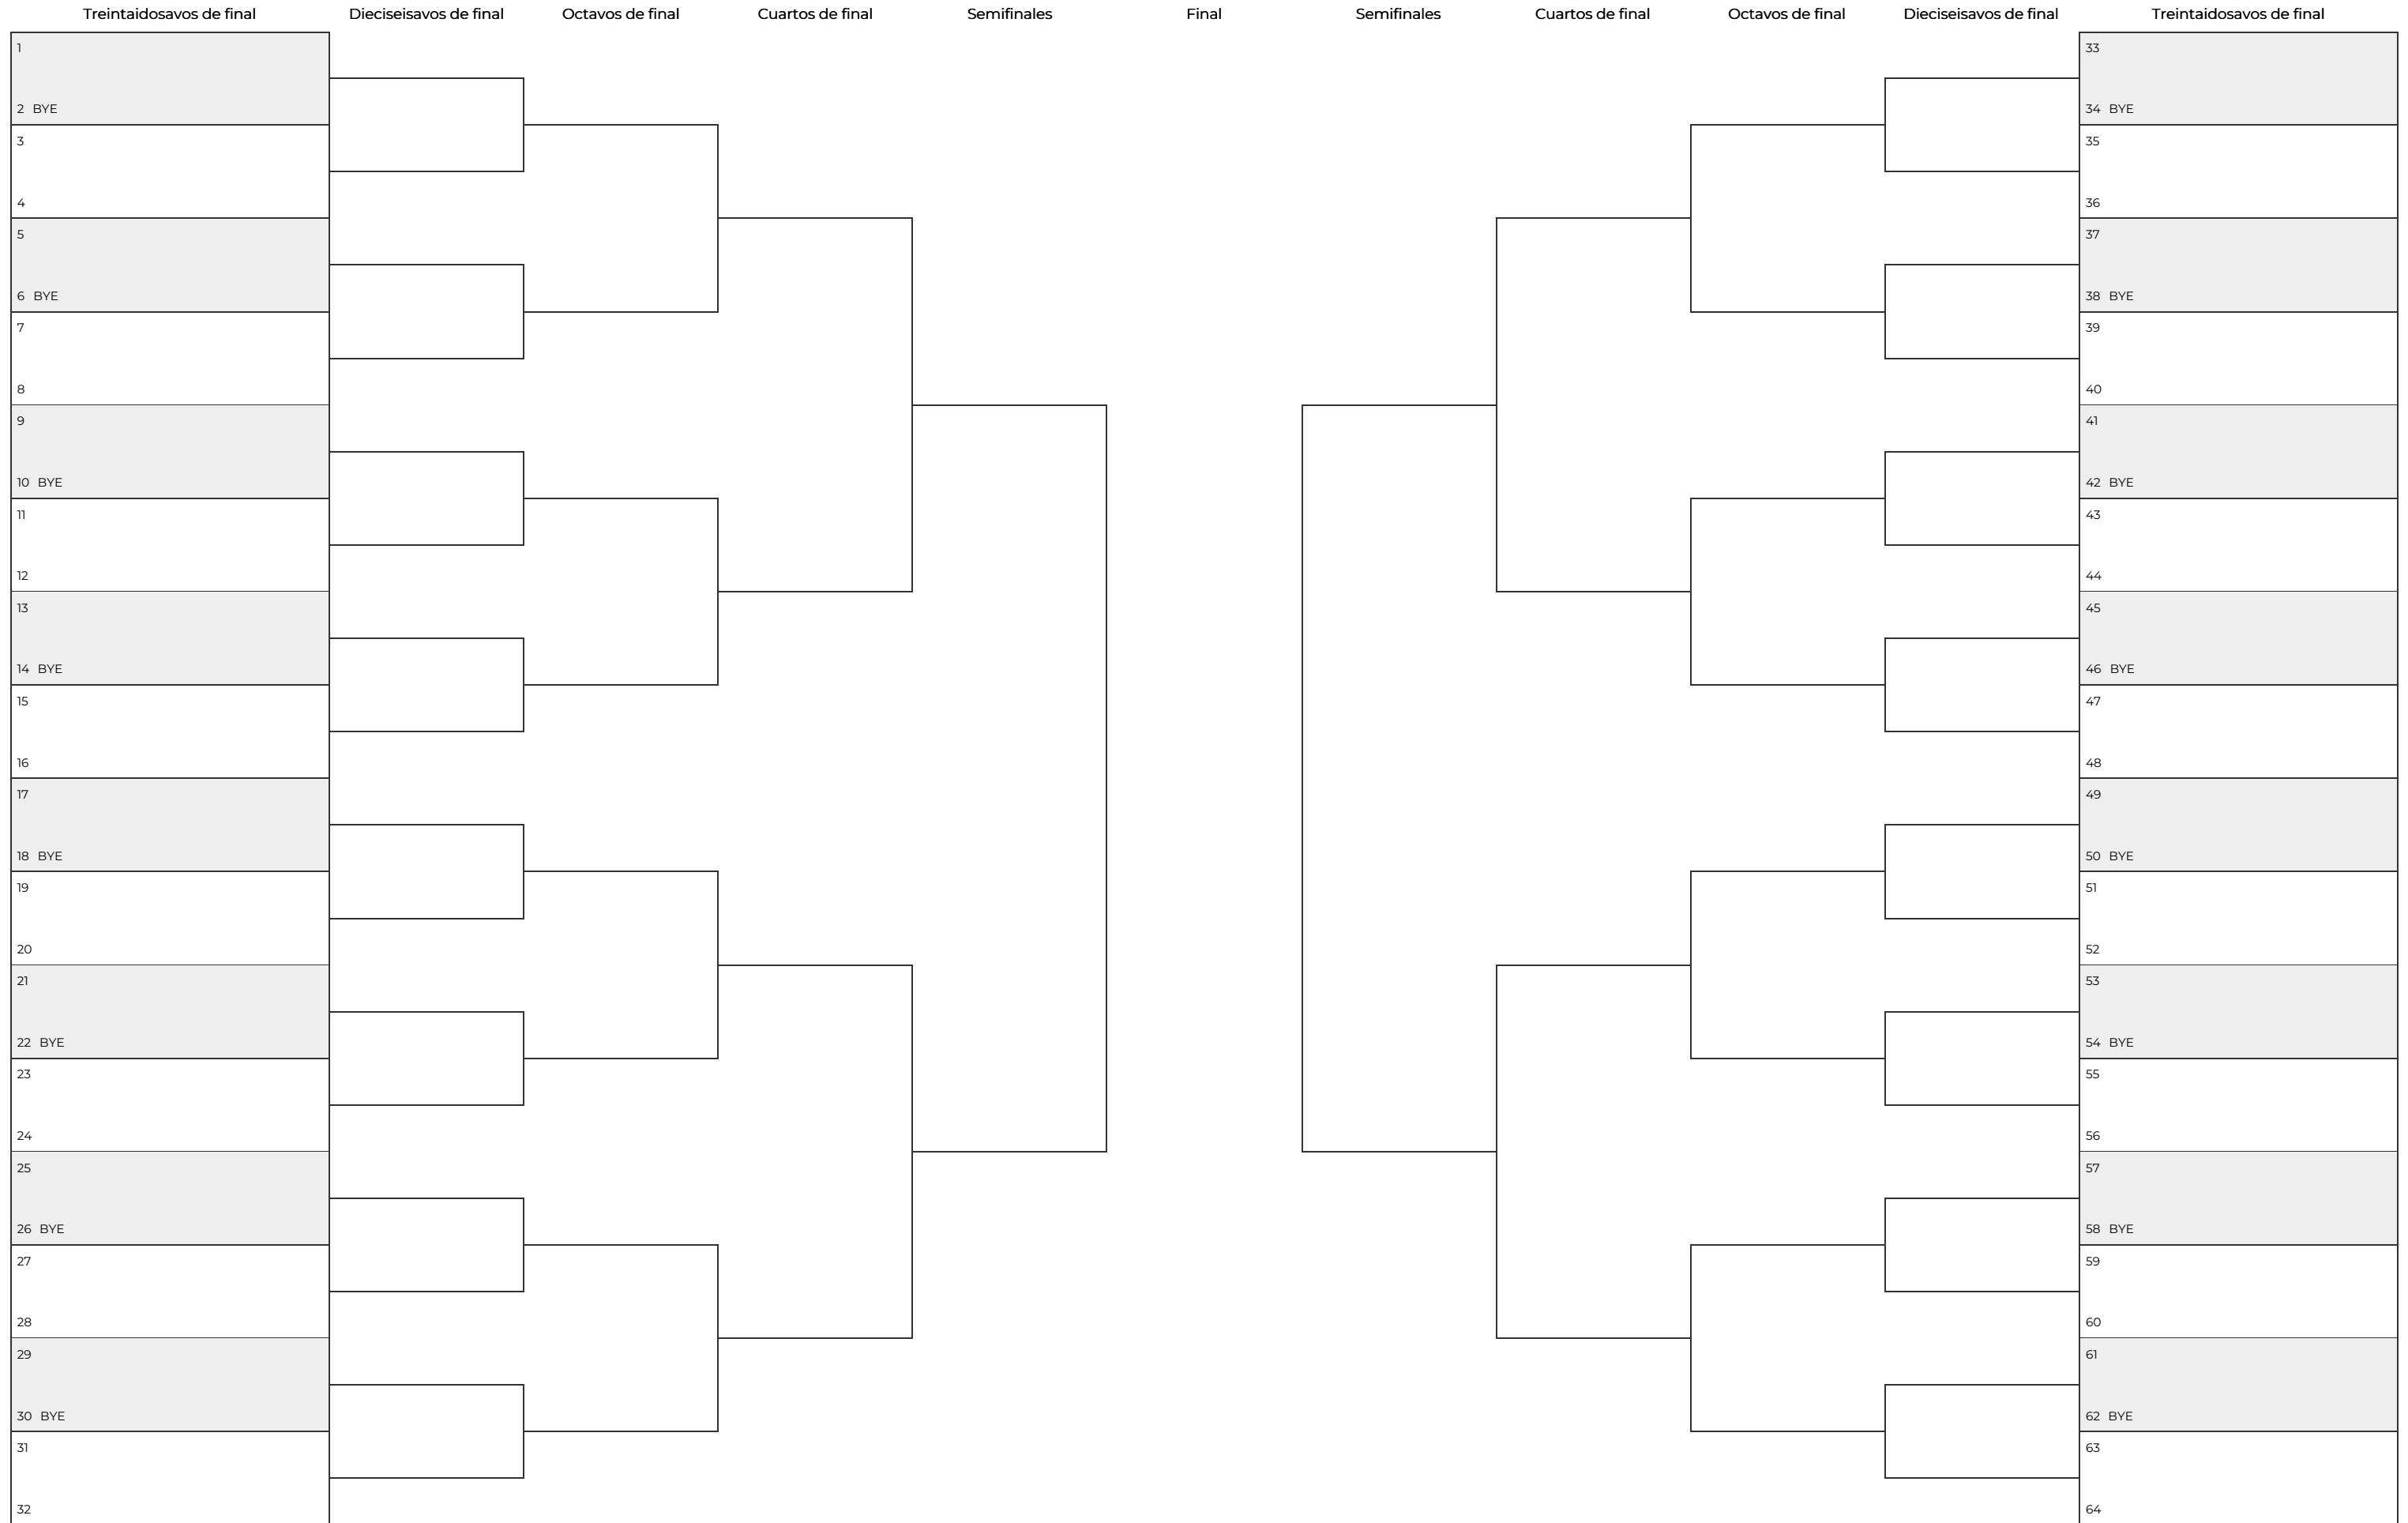 Treintaidosavos de final Dieciseisavos de final Octavos de final Cuartos de final Semifinales Final Semifinales Cuartos de final Octavos de final Dieciseisavos de final Treintaidosavos de final
1 33
2 BYE 34 BYE
3 35
4 36
5 37
6 BYE 38 BYE
7 39
8 40
9 41
10 BYE 42 BYE
11 43
12 44
13 45
14 BYE 46 BYE
15 47
16 48
17 49
18 BYE 50 BYE
19 51
20 52
21 53
22 BYE 54 BYE
23 55
24 56
25 57
26 BYE 58 BYE
27 59
28 60
29 61
30 BYE 62 BYE
31 63
32 64